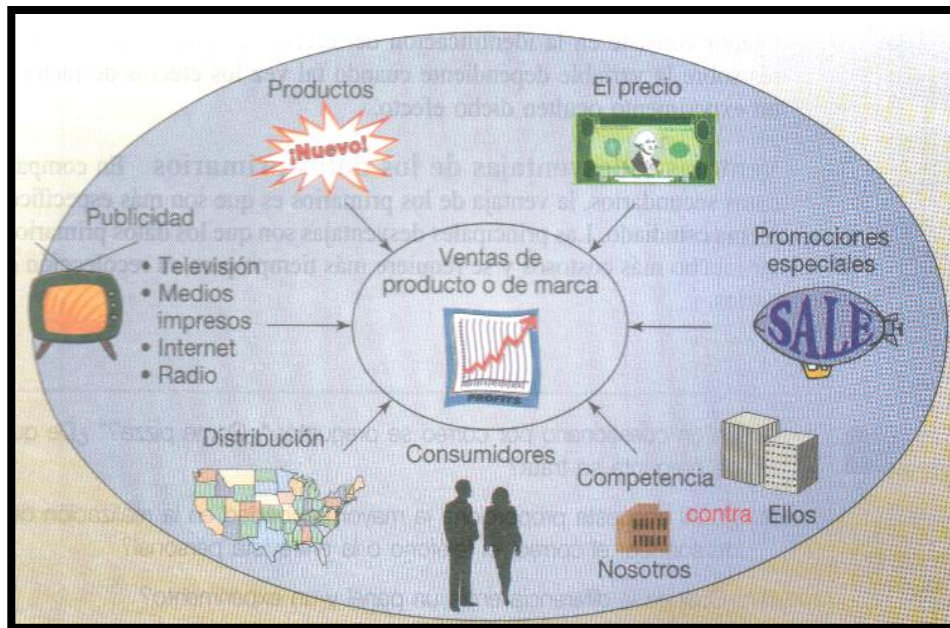 Productos
¡Nuevo!
El precio
Publicidad
• Televisión
• Medios
impresos
• Internet
• Radio
Ventas de
producto o de marca
PROFITS
Promociones
especiales
SALE
Distribución
Consumidores
Competencia
contra
Ellos
Nosotros